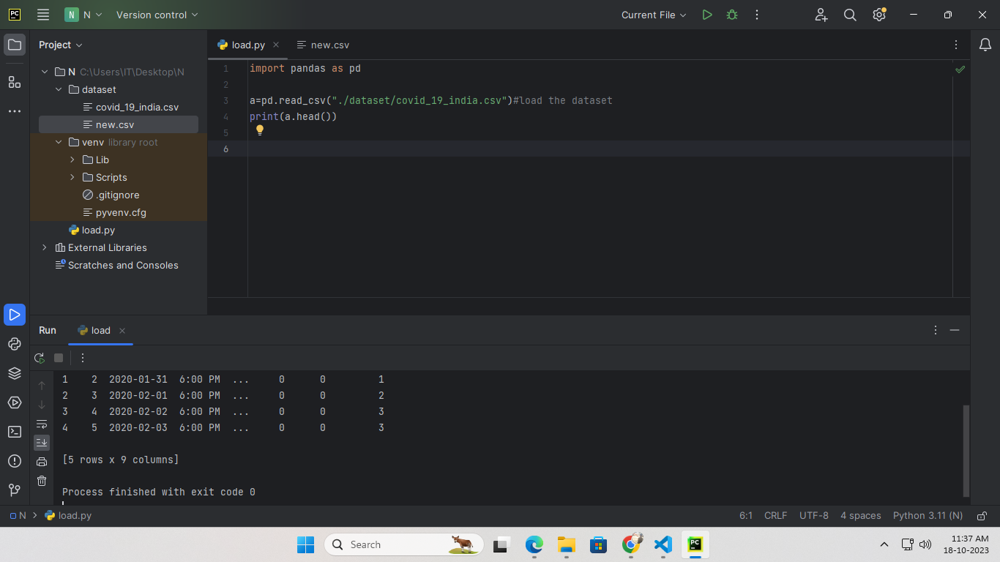 PC N N Version control Current File
Project load.py new.csv
N C:\Users\IT\Desktop\N
dataset
covid_19_india.csv
new.csv
venv library root
Lib
Scripts
.gitignore
pyvenv.cfg
load.py
External Libraries
Scratches and Consoles
1 import pandas as pd
2
3 a=pd.read_csv("./dataset/covid_19_india.csv")#load the dataset
4 print(a.head())
5
6
Run load
1 2 2020-01-31 6:00 PM ... 0 0 1
2 3 2020-02-01 6:00 PM ... 0 0 2
3 4 2020-02-02 6:00 PM ... 0 0 3
4 5 2020-02-03 6:00 PM ... 0 0 3
[5 rows x 9 columns]
Process finished with exit code 0
N load.py 6:1 CRLF UTF-8 4 spaces Python 3.11 (N)
Search PC 11:37 AM
18-10-2023